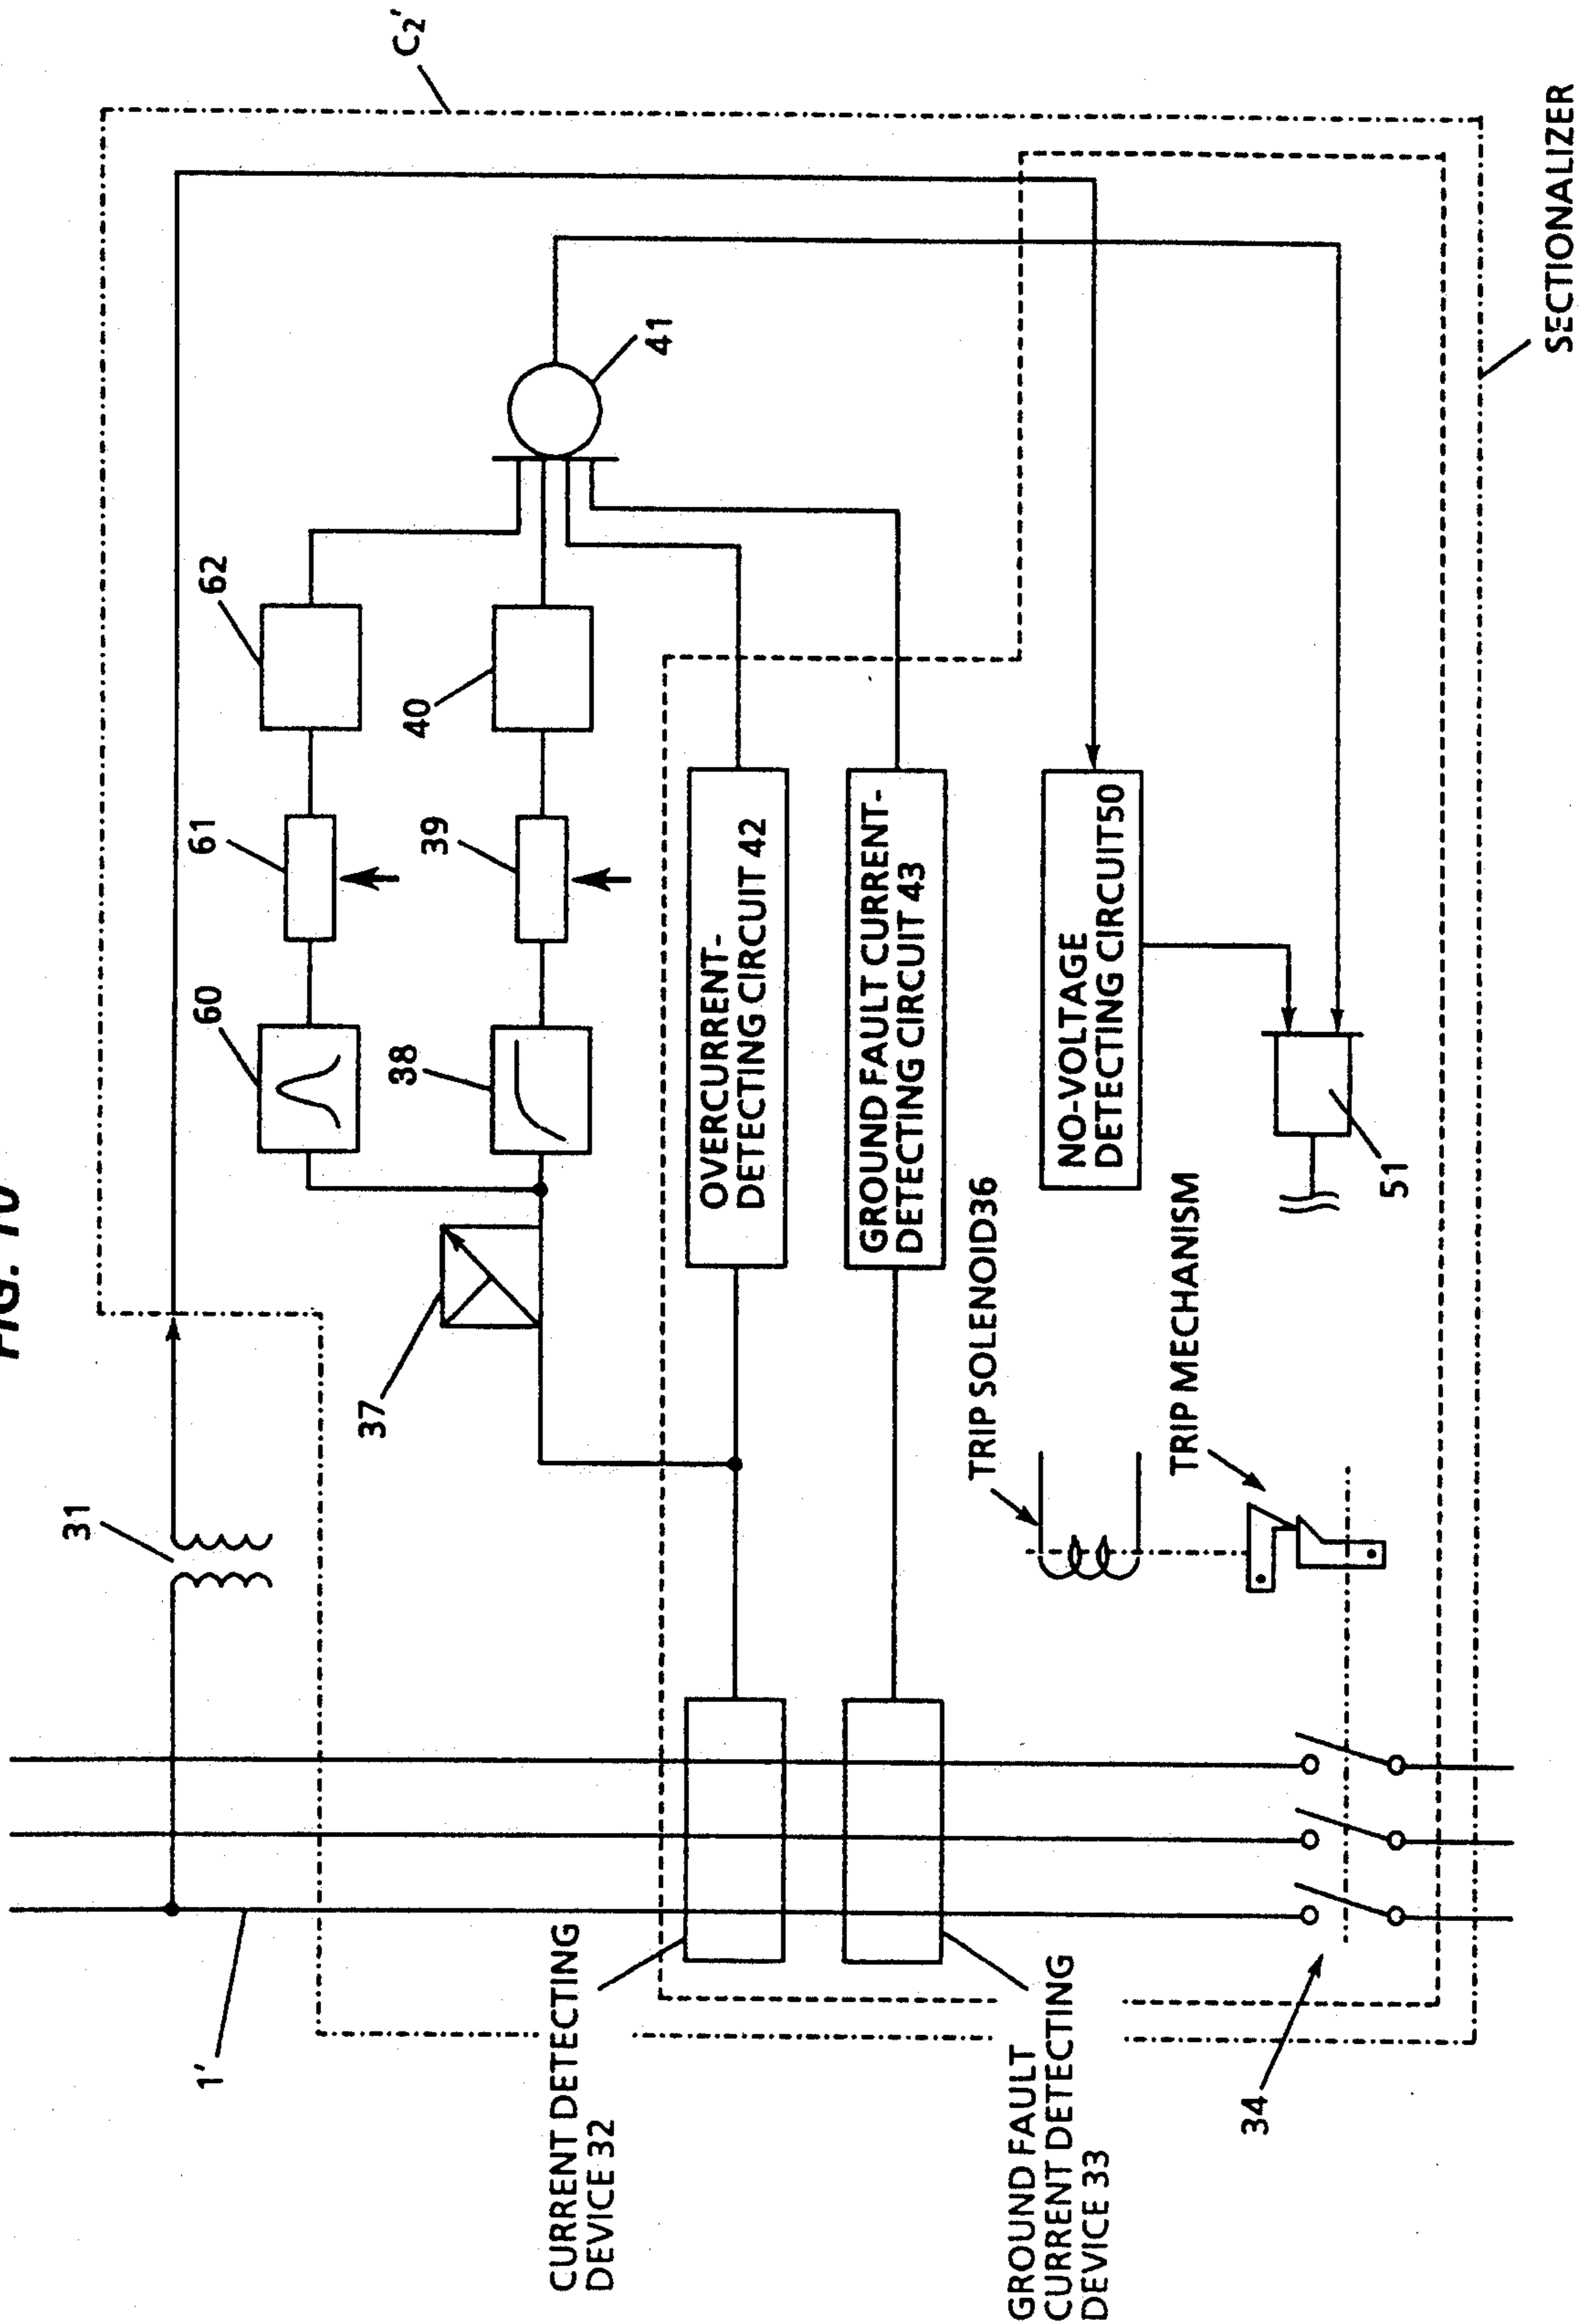 FIG. 10
31
1'
60
61
62
C₂'
37
38
39
40
41
CURRENT DETECTING
DEVICE 32
OVERCURRENT-
DETECTING CIRCUIT 42
GROUND FAULT CURRENT-
DETECTING CIRCUIT 43
GROUND FAULT
CURRENT DETECTING
DEVICE 33
TRIP SOLENOID36
NO-VOLTAGE
DETECTING CIRCUIT50
TRIP MECHANISM
34
51
SECTIONALIZER